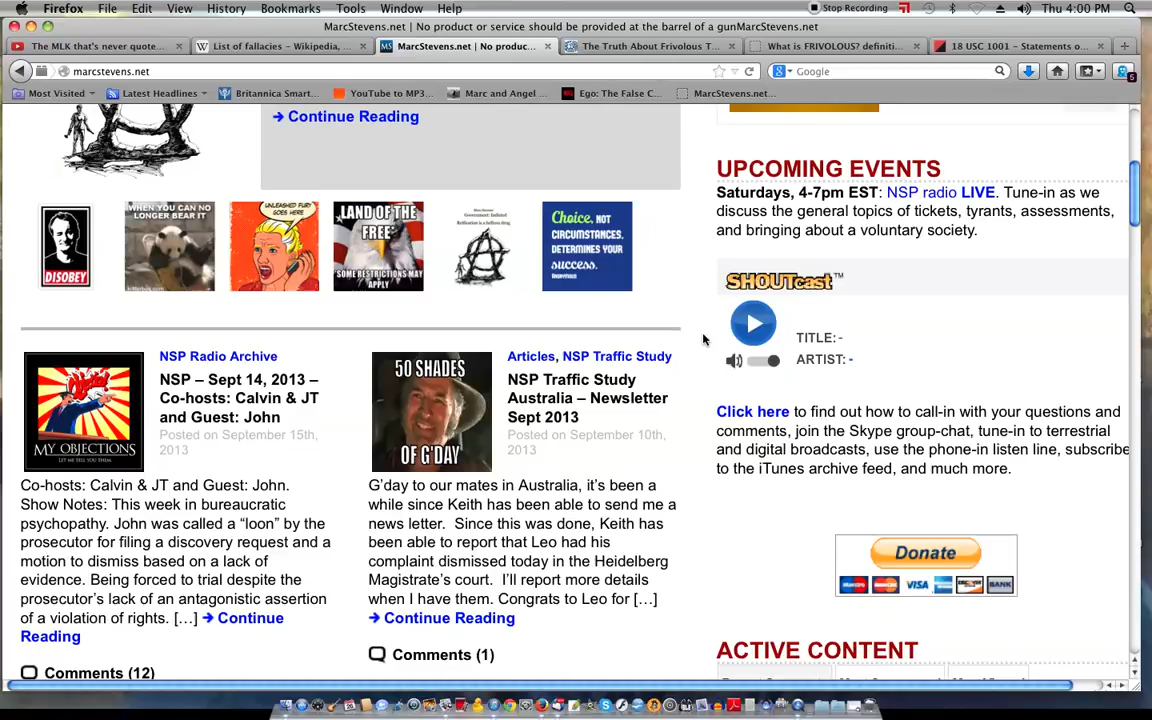 Firefox File Edit View History Bookmarks Tools Window Help Stop Recording Thu 4:00 PM
MarcStevens.net | No product or service should be provided at the barrel of a gunMarcStevens.net
The MLK that's never quote... List of fallacies - Wikipedia, ... MarcStevens.net | No produc... The Truth About Frivolous T... What is FRIVOLOUS? definiti... 18 USC 1001 - Statements o...
marcstevens.net Google
Most Visited Latest Headlines Britannica Smart... YouTube to MP3... Marc and Angel ... Ego: The False C... MarcStevens.net...
→ Continue Reading
DISOBEY
WHEN YOU CAN NO
LONGER BEAR IT
UNLEASHED FURY
GOES HERE
LAND OF THE
FREE*
SOME RESTRICTIONS MAY
APPLY
Government: Indicted
Choice, NOT
CIRCUMSTANCES,
DETERMINES YOUR
success.
NSP Radio Archive
NSP – Sept 14, 2013 –
Co-hosts: Calvin & JT
and Guest: John
Posted on September 15th,
2013
MY OBJECTIONS
LET ME TELL YOU THEM
Co-hosts: Calvin & JT and Guest: John.
Show Notes: This week in bureaucratic
psychopathy. John was called a “loon” by the
prosecutor for filing a discovery request and a
motion to dismiss based on a lack of
evidence. Being forced to trial despite the
prosecutor’s lack of an antagonistic assertion
of a violation of rights. […] → Continue
Reading
Comments (12)
50 SHADES
OF G'DAY
Articles, NSP Traffic Study
NSP Traffic Study
Australia – Newsletter
Sept 2013
Posted on September 10th,
2013
G’day to our mates in Australia, it’s been a
while since Keith has been able to send me a
news letter. Since this was done, Keith has
been able to report that Leo had his
complaint dismissed today in the Heidelberg
Magistrate’s court. I’ll report more details
when I have them. Congrats to Leo for […]
→ Continue Reading
Comments (1)
UPCOMING EVENTS
Saturdays, 4-7pm EST: NSP radio LIVE. Tune-in as we
discuss the general topics of tickets, tyrants, assessments,
and bringing about a voluntary society.
SHOUTcast™
TITLE: -
ARTIST: -
Click here to find out how to call-in with your questions and
comments, join the Skype group-chat, tune-in to terrestrial
and digital broadcasts, use the phone-in listen line, subscribe
to the iTunes archive feed, and much more.
Donate
VISA BANK
ACTIVE CONTENT